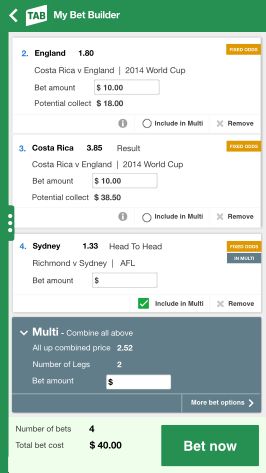 TAB My Bet Builder
2. England 1.80 FIXED ODDS
Costa Rica v England | 2014 World Cup
Bet amount $ 10.00
Potential collect $ 18.00
Include in Multi Remove
3. Costa Rica 3.85 Result FIXED ODDS
Costa Rica v England | 2014 World Cup
Bet amount $ 10.00
Potential collect $ 38.50
Include in Multi Remove
4. Sydney 1.33 Head To Head FIXED ODDS
IN MULTI
Richmond v Sydney | AFL
Bet amount $
Include in Multi Remove
Multi - Combine all above
All up combined price 2.52
Number of Legs 2
Bet amount $
More bet options >
Number of bets 4
Total bet cost $ 40.00
Bet now